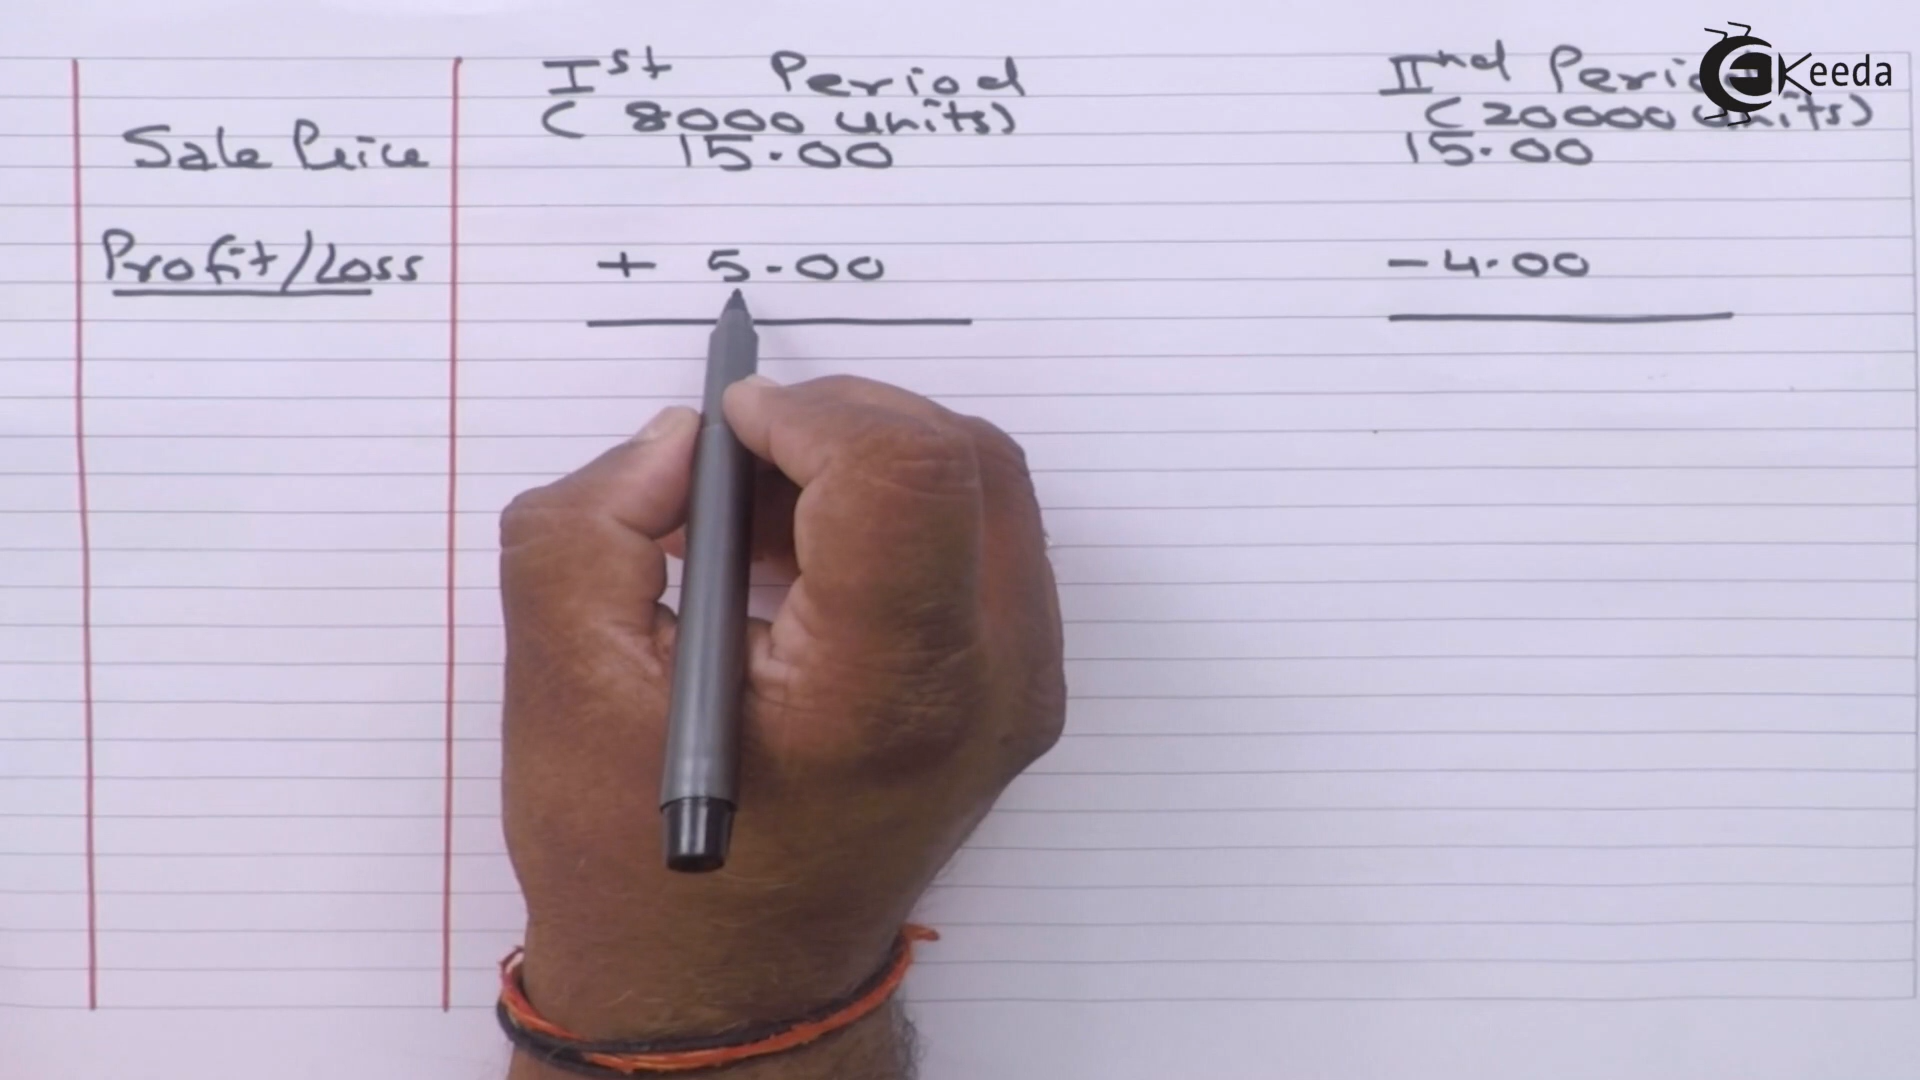 Ist Period IInd Period
(8000 units) (20000 units)
Sale Price 15.00 15.00
Profit/Loss + 5.00 -4.00
eKeeda